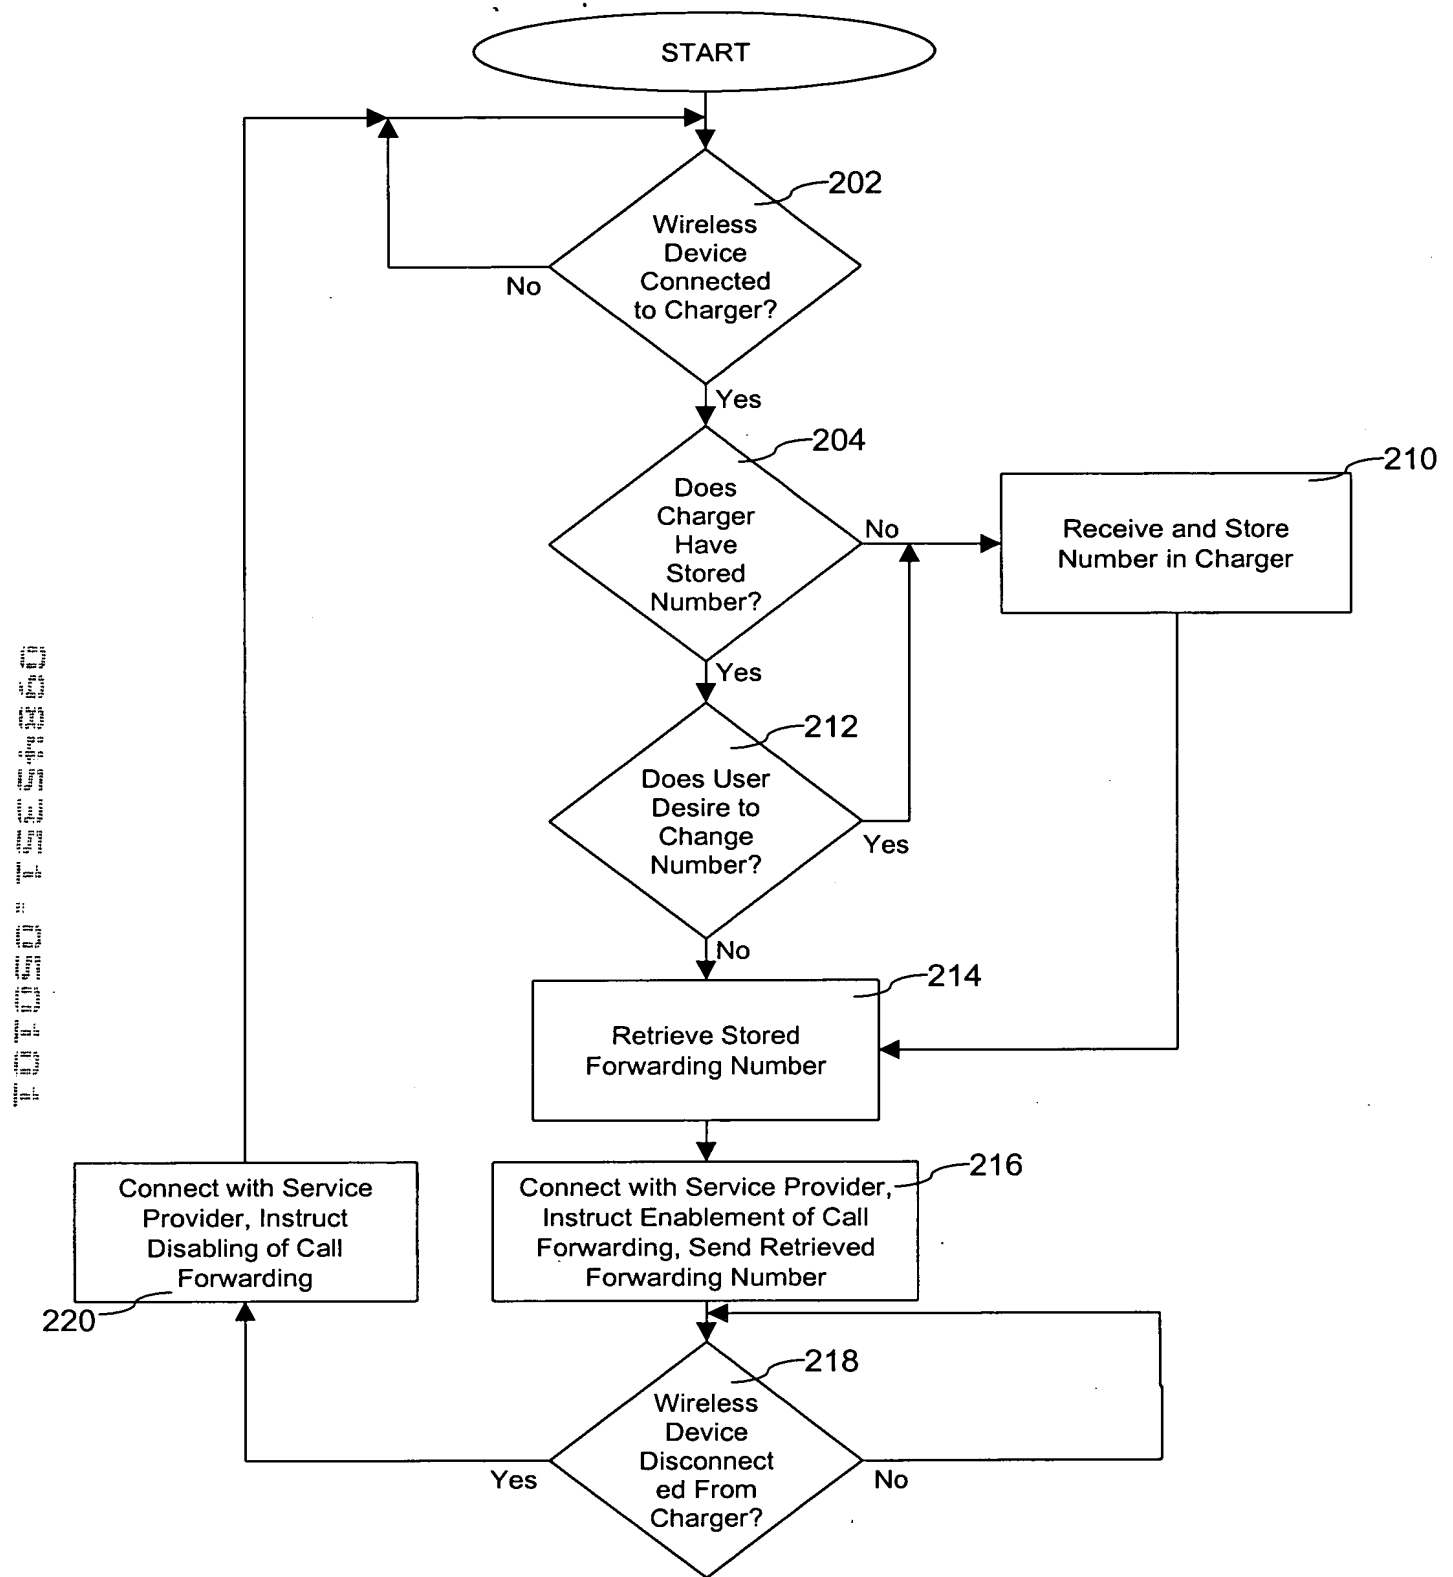 START
202
Wireless
Device
Connected
to Charger?
No
Yes
204
Does
Charger
Have
Stored
Number?
No
210
Receive and Store
Number in Charger
Yes
212
Does User
Desire to
Change
Number?
Yes
No
214
Retrieve Stored
Forwarding Number
216
Connect with Service Provider,
Instruct Enablement of Call
Forwarding, Send Retrieved
Forwarding Number
Connect with Service
Provider, Instruct
Disabling of Call
Forwarding
220
218
Wireless
Device
Disconnect
ed From
Charger?
Yes
No
09845151.050101